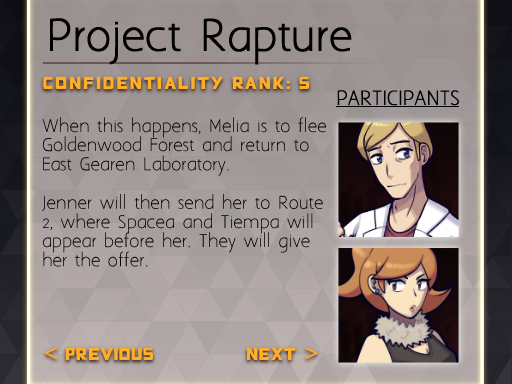 Project Rapture
CONFIDENTIALITY RANK: S
PARTICIPANTS
When this happens, Melia is to flee
Goldenwood Forest and return to
East Gearen Laboratory.
Jenner will then send her to Route
2, where Spacea and Tiempa will
appear before her. They will give
her the offer.
< PREVIOUS
NEXT >